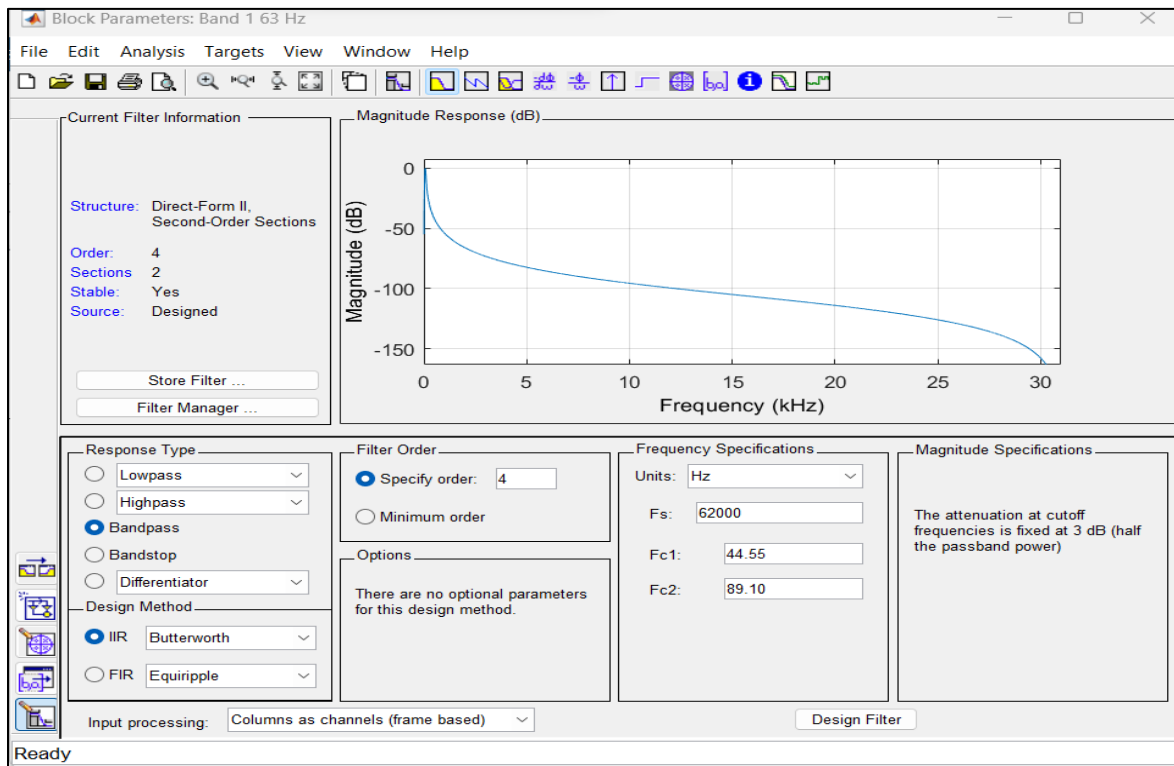 Block Parameters: Band 1 63 Hz
File Edit Analysis Targets View Window Help
Current Filter Information
Structure: Direct-Form II,
Second-Order Sections
Order: 4
Sections 2
Stable: Yes
Source: Designed
Store Filter ...
Filter Manager ...
Magnitude Response (dB)
Magnitude (dB)
0
-50
-100
-150
0 5 10 15 20 25 30
Frequency (kHz)
Response Type
Lowpass
Highpass
Bandpass
Bandstop
Differentiator
Design Method
IIR Butterworth
FIR Equiripple
Filter Order
Specify order: 4
Minimum order
Options
There are no optional parameters
for this design method.
Frequency Specifications
Units: Hz
Fs: 62000
Fc1: 44.55
Fc2: 89.10
Magnitude Specifications
The attenuation at cutoff
frequencies is fixed at 3 dB (half
the passband power)
Input processing: Columns as channels (frame based)
Design Filter
Ready